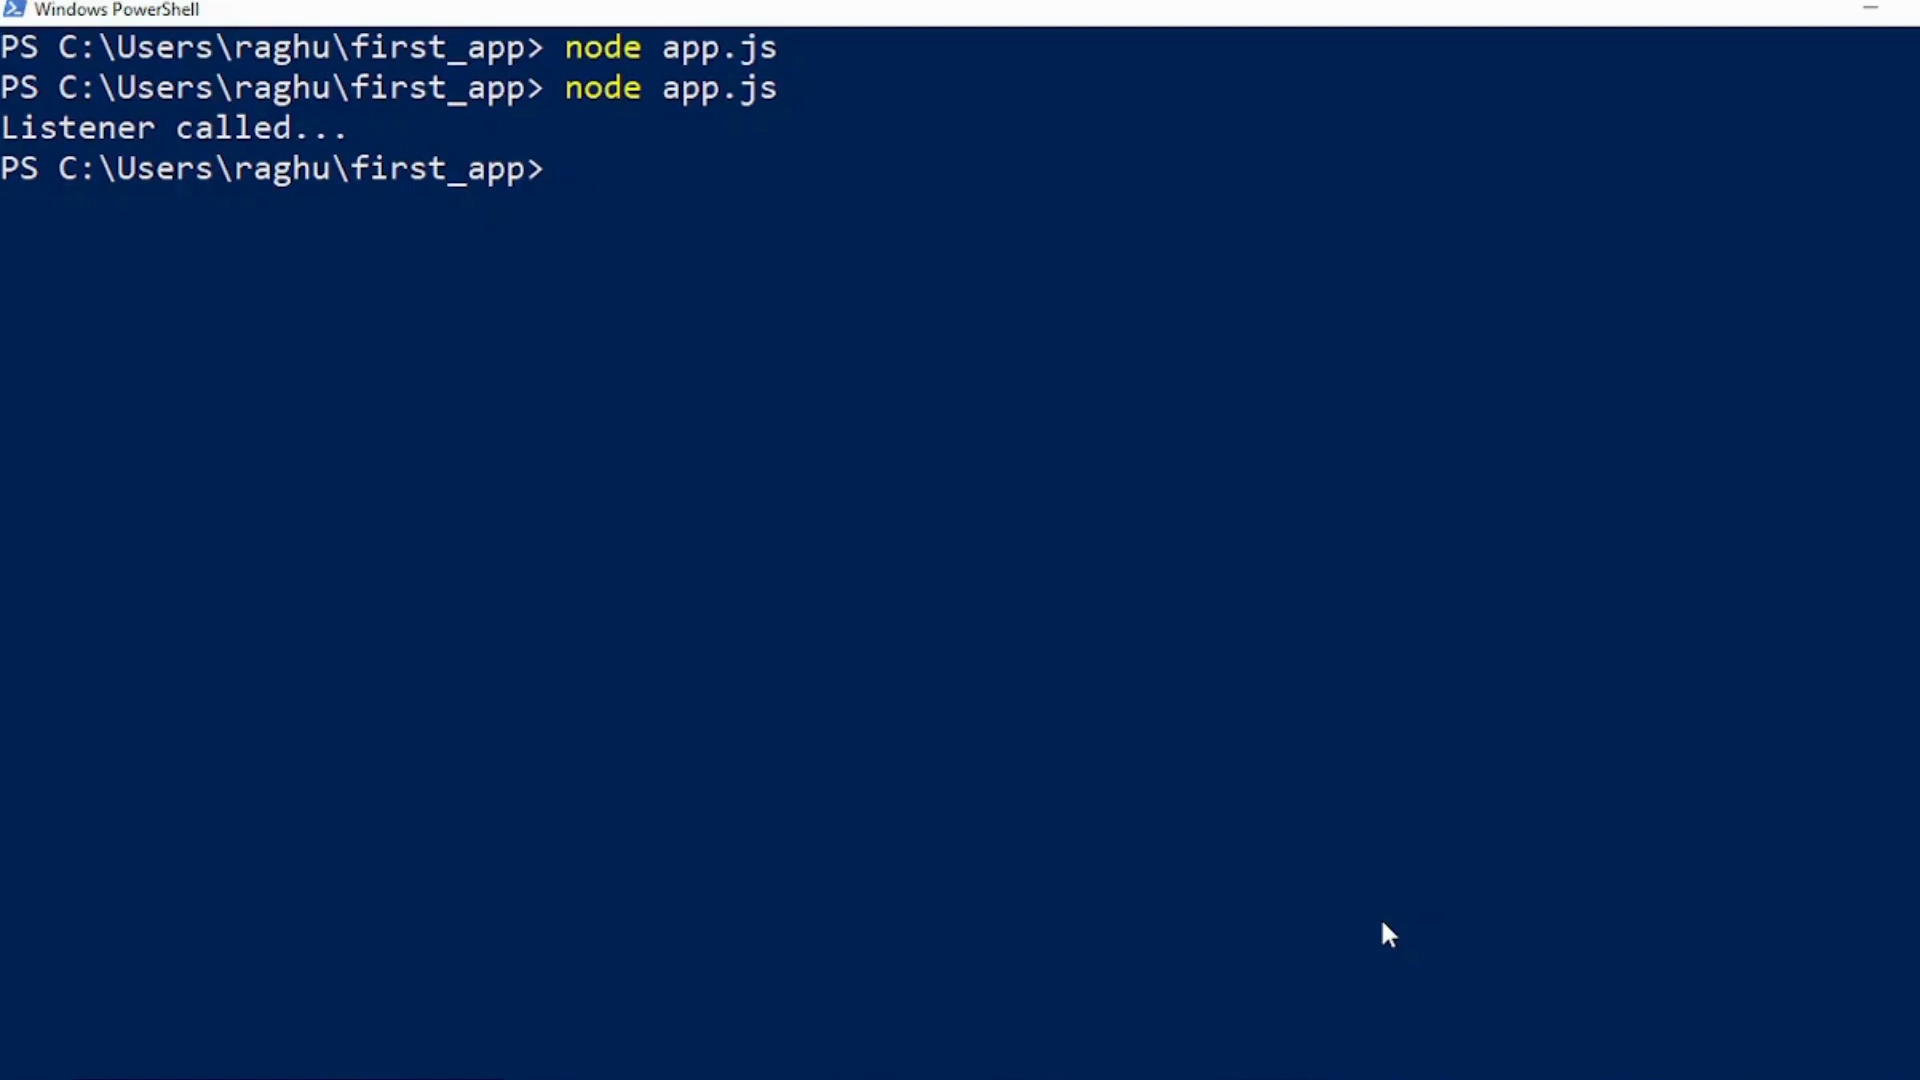 Windows PowerShell
PS C:\Users\raghu\first_app> node app.js
PS C:\Users\raghu\first_app> node app.js
Listener called...
PS C:\Users\raghu\first_app>